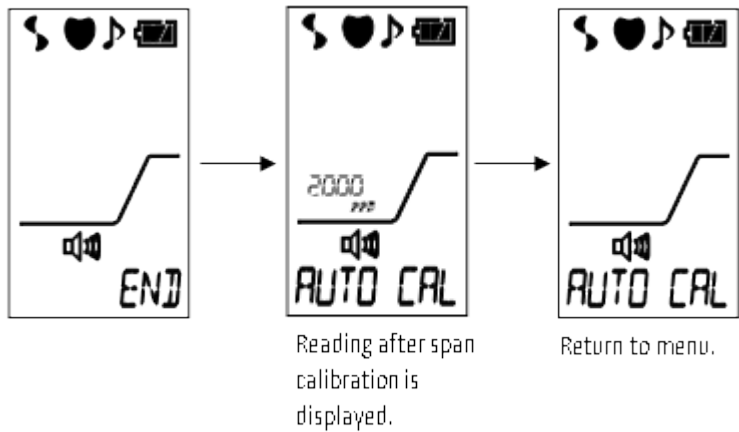 END
2000
ppm
AUTO CAL
AUTO CAL
Reading after span
calibration is
displayed.
Return to menu.